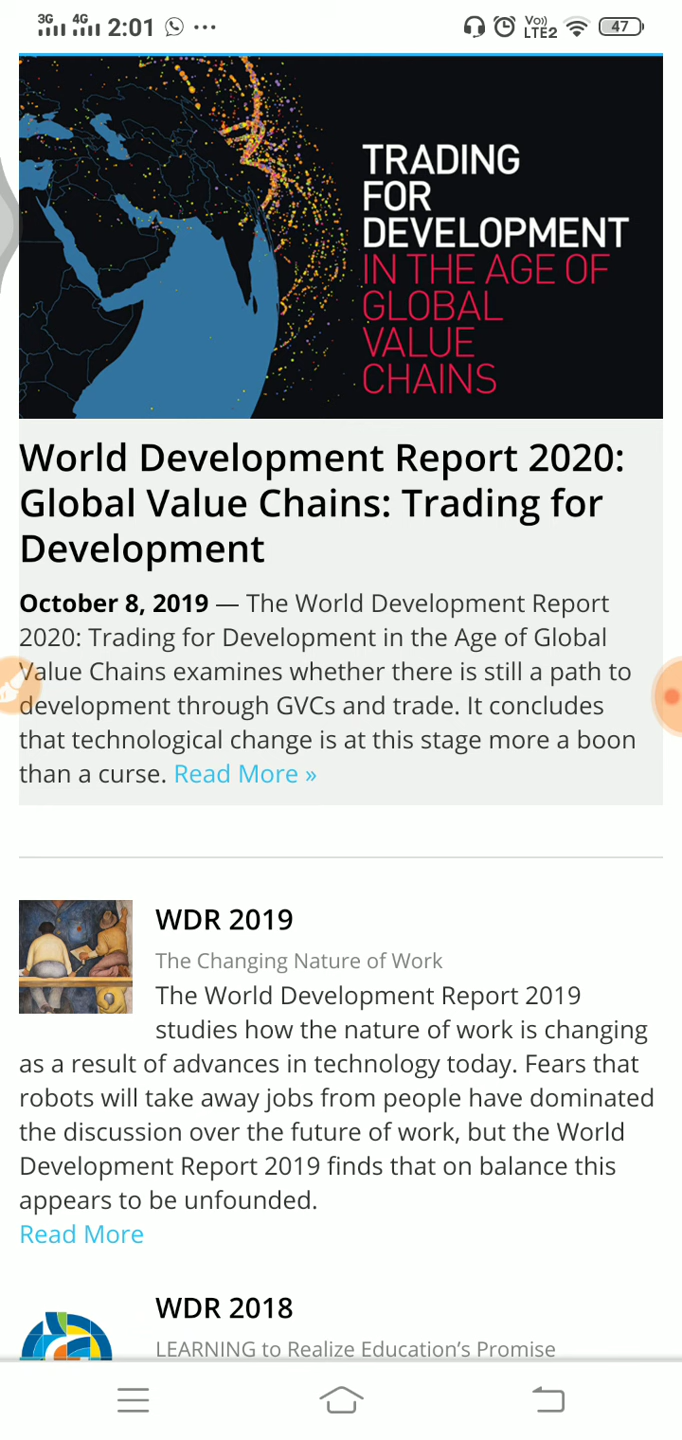 3G 4G 2:01 Vo)) LTE2 47
TRADING
FOR
DEVELOPMENT
IN THE AGE OF
GLOBAL
VALUE
CHAINS
World Development Report 2020:
Global Value Chains: Trading for
Development
October 8, 2019 — The World Development Report
2020: Trading for Development in the Age of Global
Value Chains examines whether there is still a path to
development through GVCs and trade. It concludes
that technological change is at this stage more a boon
than a curse. Read More »
WDR 2019
The Changing Nature of Work
The World Development Report 2019
studies how the nature of work is changing
as a result of advances in technology today. Fears that
robots will take away jobs from people have dominated
the discussion over the future of work, but the World
Development Report 2019 finds that on balance this
appears to be unfounded.
Read More
WDR 2018
LEARNING to Realize Education’s Promise